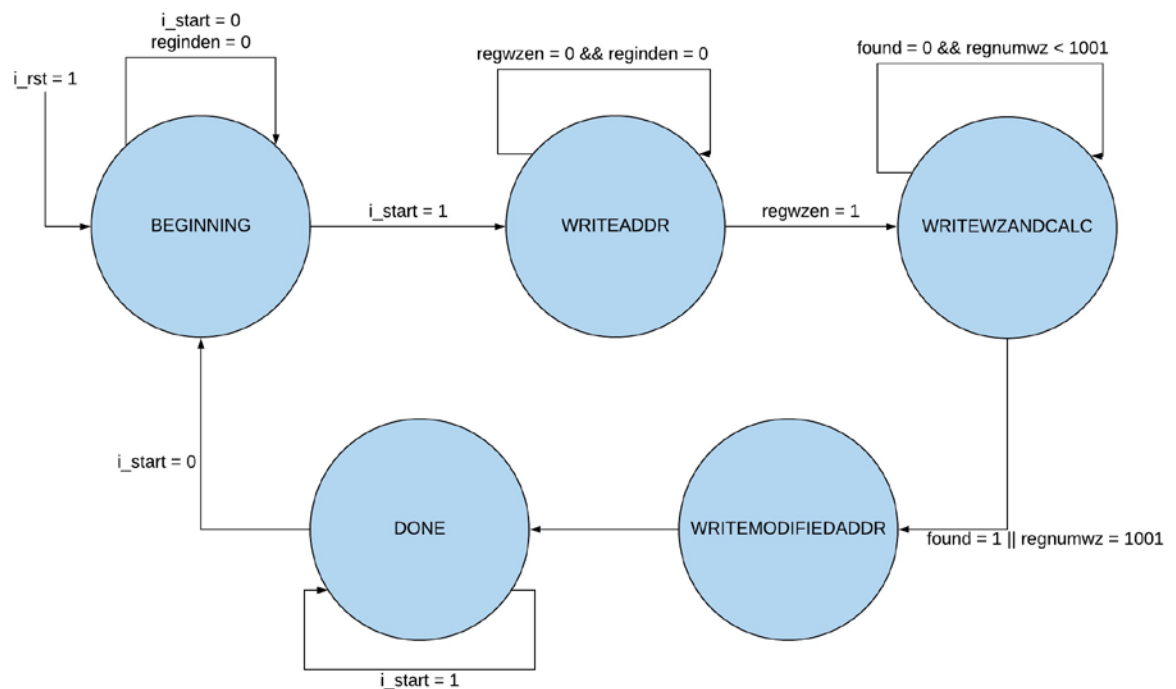 i_start = 0
reginden = 0
i_rst = 1
regwzen = 0 && reginden = 0
found = 0 && regnumwz < 1001
BEGINNING
i_start = 1
WRITEADDR
regwzen = 1
WRITEWZANDCALC
i_start = 0
DONE
WRITEMODIFIEDADDR
found = 1 || regnumwz = 1001
i_start = 1